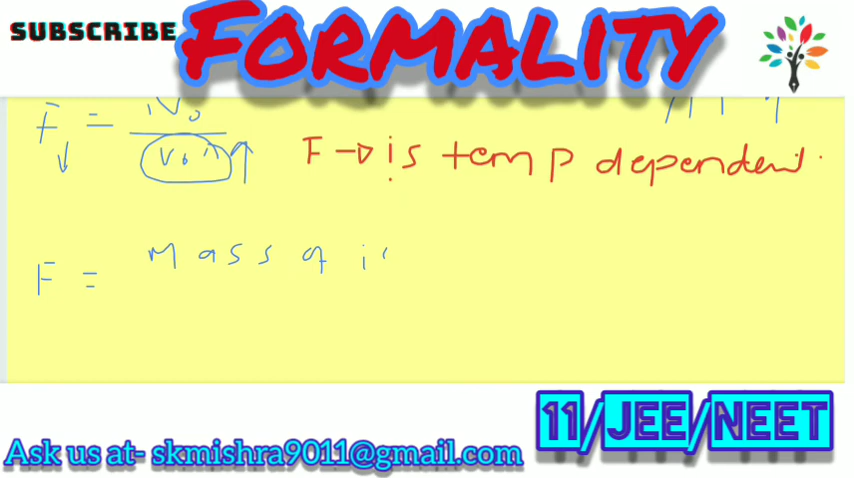 SUBSCRIBE
FORMALITY
F =
F → is temp dependent.
F = Mass of
11/JEE/NEET
Ask us at- skmishra9011@gmail.com